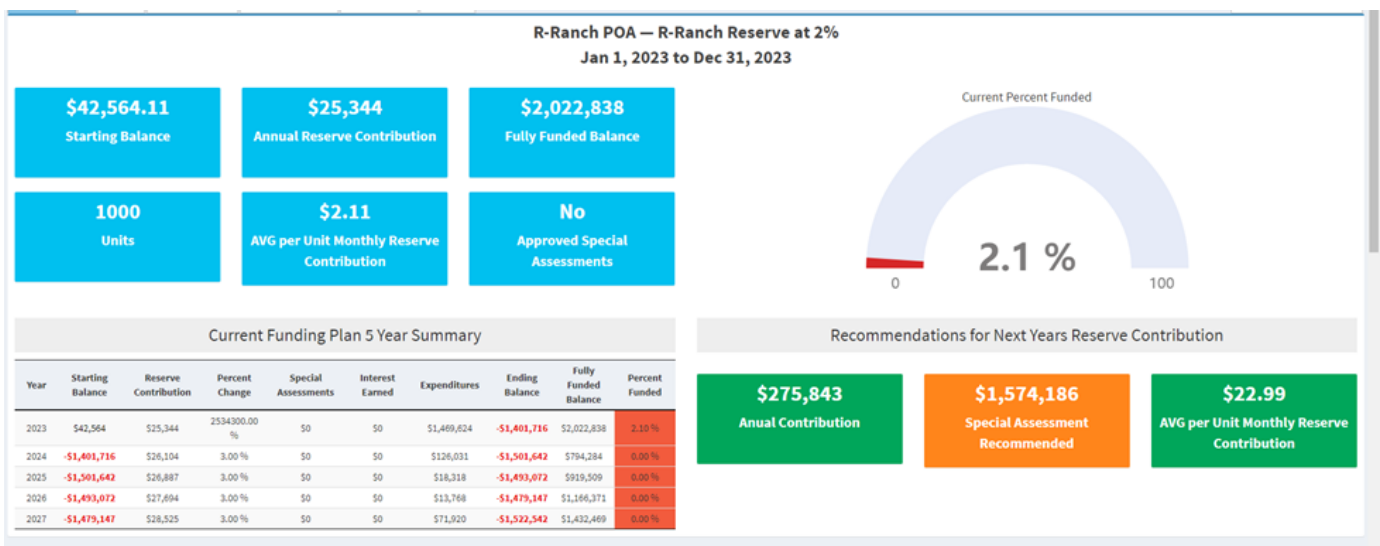 R-Ranch POA — R-Ranch Reserve at 2%
Jan 1, 2023 to Dec 31, 2023
$42,564.11
Starting Balance
$25,344
Annual Reserve Contribution
$2,022,838
Fully Funded Balance
1000
Units
$2.11
AVG per Unit Monthly Reserve
Contribution
No
Approved Special
Assessments
Current Percent Funded
2.1 %
0
100
Current Funding Plan 5 Year Summary
Year Starting Balance Reserve Contribution Percent Change Special Assessments Interest Earned Expenditures Ending Balance Fully Funded Balance Percent Funded
2023 $42,564 $25,344 2534300.00 % $0 $0 $1,469,624 -$1,401,716 $2,022,838 2.10 %
2024 -$1,401,716 $26,104 3.00 % $0 $0 $126,031 -$1,501,642 $794,284 0.00 %
2025 -$1,501,642 $26,887 3.00 % $0 $0 $18,318 -$1,493,072 $919,509 0.00 %
2026 -$1,493,072 $27,694 3.00 % $0 $0 $13,768 -$1,479,147 $1,166,371 0.00 %
2027 -$1,479,147 $28,525 3.00 % $0 $0 $71,920 -$1,522,542 $1,432,469 0.00 %
Recommendations for Next Years Reserve Contribution
$275,843
Anual Contribution
$1,574,186
Special Assessment
Recommended
$22.99
AVG per Unit Monthly Reserve
Contribution